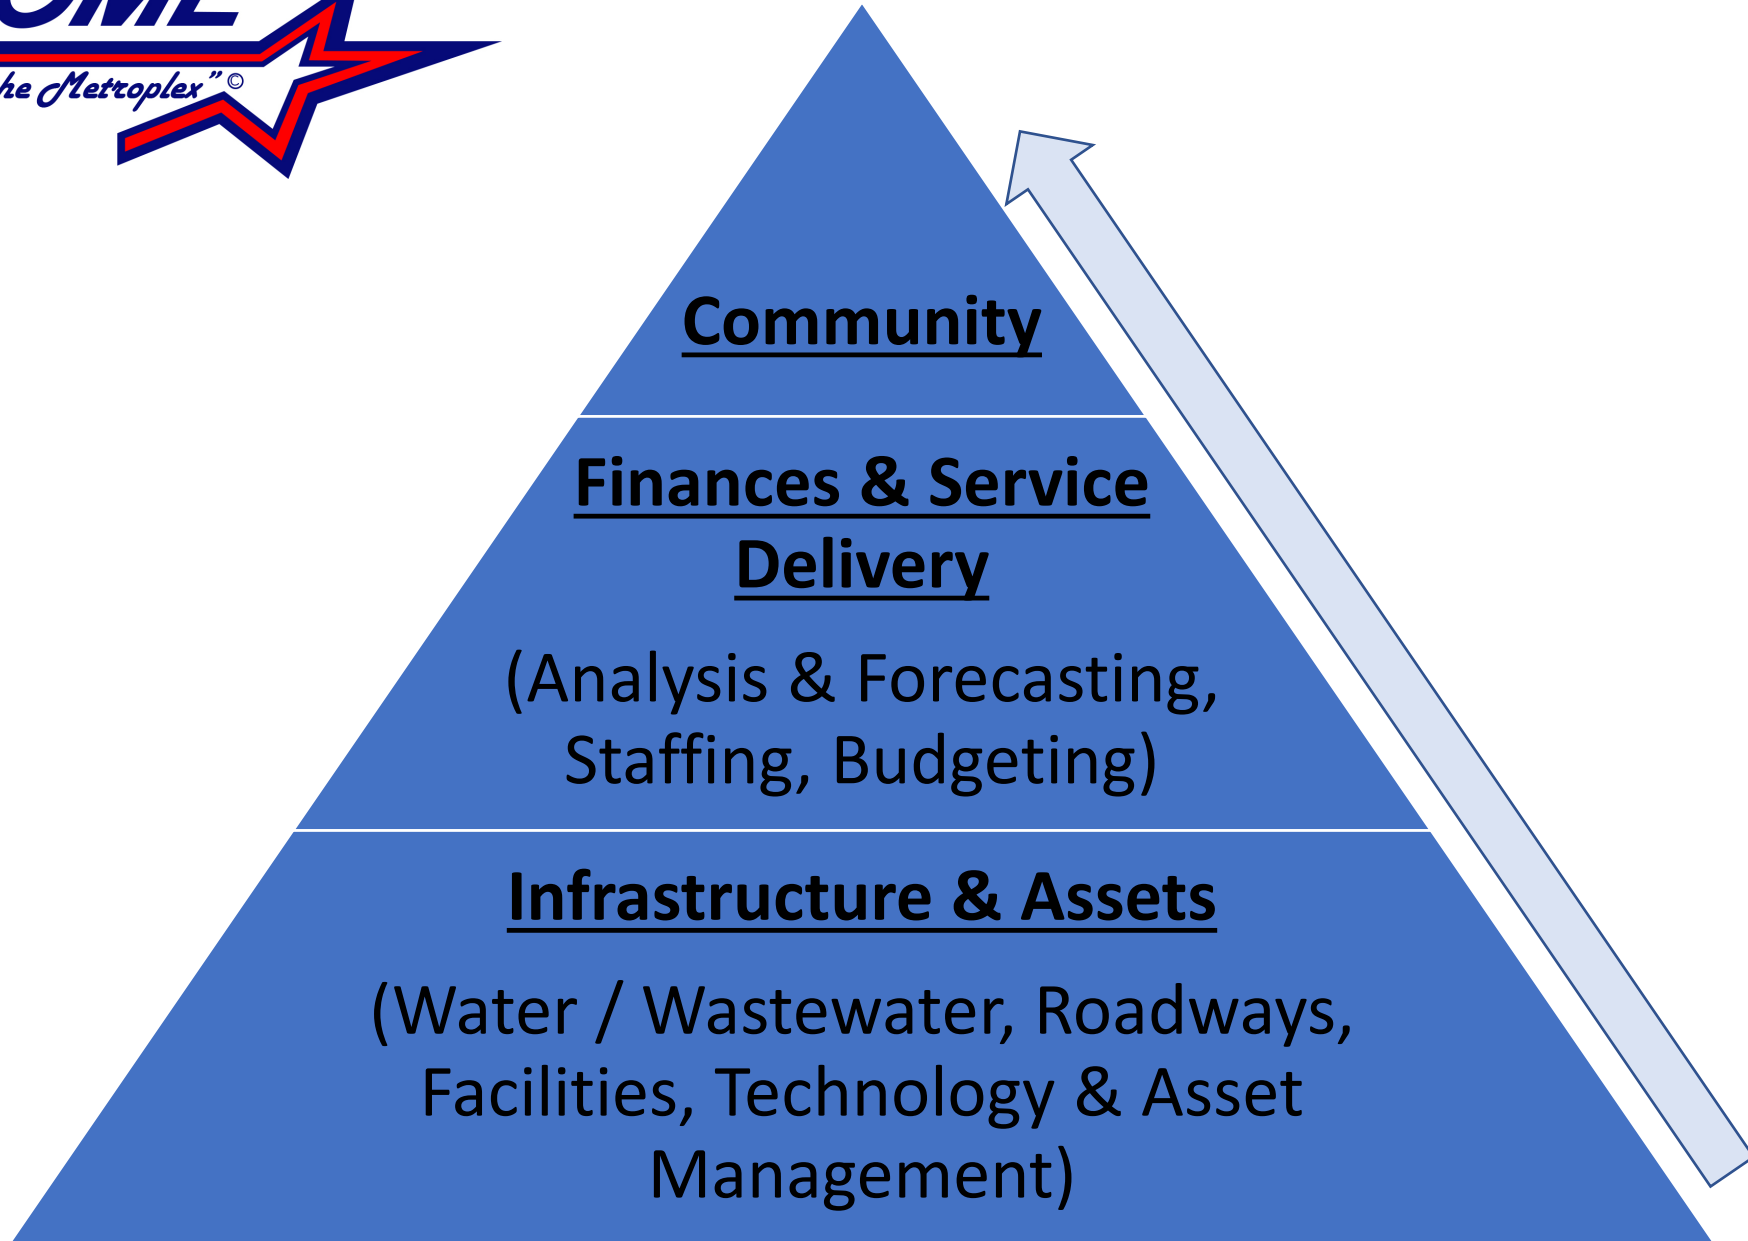 he Metroplex” ©
Community
Finances & Service
Delivery
(Analysis & Forecasting,
Staffing, Budgeting)
Infrastructure & Assets
(Water / Wastewater, Roadways,
Facilities, Technology & Asset
Management)